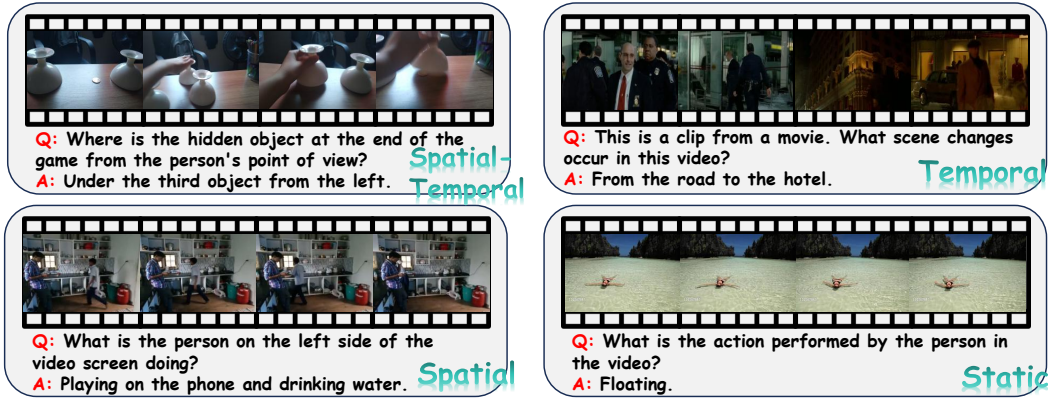 Q: Where is the hidden object at the end of the
game from the person's point of view?
A: Under the third object from the left.
Spatial-
Temporal
Q: This is a clip from a movie. What scene changes
occur in this video?
A: From the road to the hotel.
Temporal
Q: What is the person on the left side of the
video screen doing?
A: Playing on the phone and drinking water.
Spatial
Q: What is the action performed by the person in
the video?
A: Floating.
Static